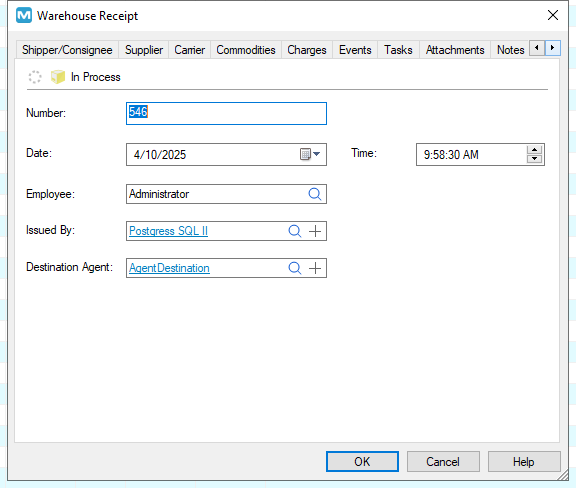 Warehouse Receipt
Shipper/Consignee Supplier Carrier Commodities Charges Events Tasks Attachments Notes
In Process
Number: 546
Date: 4/10/2025 Time: 9:58:30 AM
Employee: Administrator
Issued By: Postgress SQL II
Destination Agent: AgentDestination
OK Cancel Help